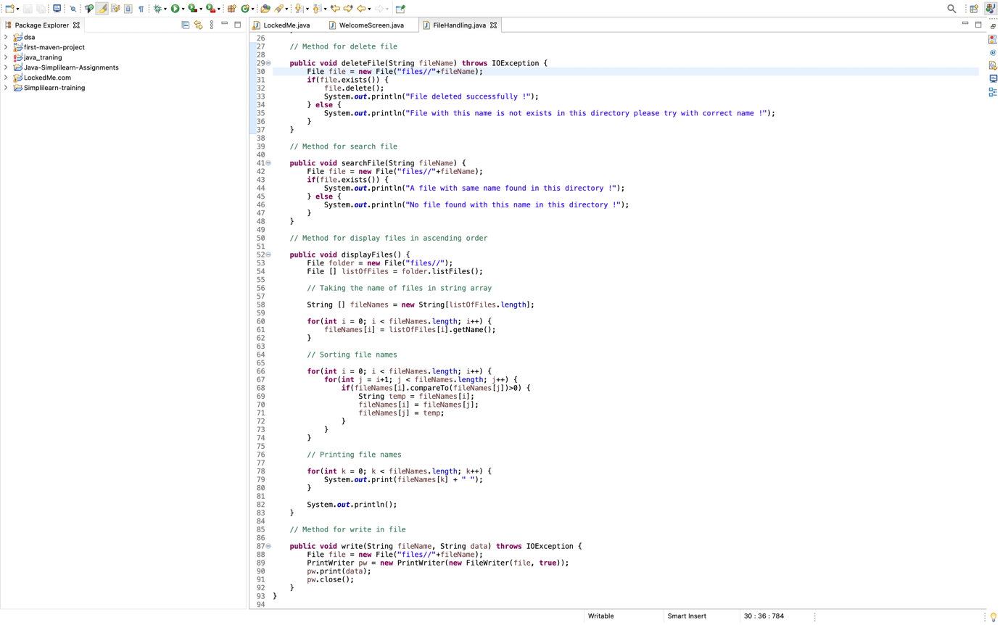 Package Explorer
dsa
first-maven-project
java_traning
Java-Simplilearn-Assignments
LockedMe.com
Simplilearn-training
LockedMe.java
WelcomeScreen.java
FileHandling.java
26
27 // Method for delete file
28
29 public void deleteFile(String fileName) throws IOException {
30 File file = new File("files//"+fileName);
31 if(file.exists()) {
32 file.delete();
33 System.out.println("File deleted successfully !");
34 } else {
35 System.out.println("File with this name is not exists in this directory please try with correct name !");
36 }
37 }
38
39 // Method for search file
40
41 public void searchFile(String fileName) {
42 File file = new File("files//"+fileName);
43 if(file.exists()) {
44 System.out.println("A file with same name found in this directory !");
45 } else {
46 System.out.println("No file found with this name in this directory !");
47 }
48 }
49
50 // Method for display files in ascending order
51
52 public void displayFiles() {
53 File folder = new File("files//");
54 File [] listOfFiles = folder.listFiles();
55
56 // Taking the name of files in string array
57
58 String [] fileNames = new String[listOfFiles.length];
59
60 for(int i = 0; i < fileNames.length; i++) {
61 fileNames[i] = listOfFiles[i].getName();
62 }
63
64 // Sorting file names
65
66 for(int i = 0; i < fileNames.length; i++) {
67 for(int j = i+1; j < fileNames.length; j++) {
68 if(fileNames[i].compareTo(fileNames[j])>0) {
69 String temp = fileNames[i];
70 fileNames[i] = fileNames[j];
71 fileNames[j] = temp;
72 }
73 }
74 }
75
76 // Printing file names
77
78 for(int k = 0; k < fileNames.length; k++) {
79 System.out.print(fileNames[k] + " ");
80 }
81
82 System.out.println();
83 }
84
85 // Method for write in file
86
87 public void write(String fileName, String data) throws IOException {
88 File file = new File("files//"+fileName);
89 PrintWriter pw = new PrintWriter(new FileWriter(file, true));
90 pw.print(data);
91 pw.close();
92 }
93 }
94
Writable
Smart Insert
30 : 36 : 784